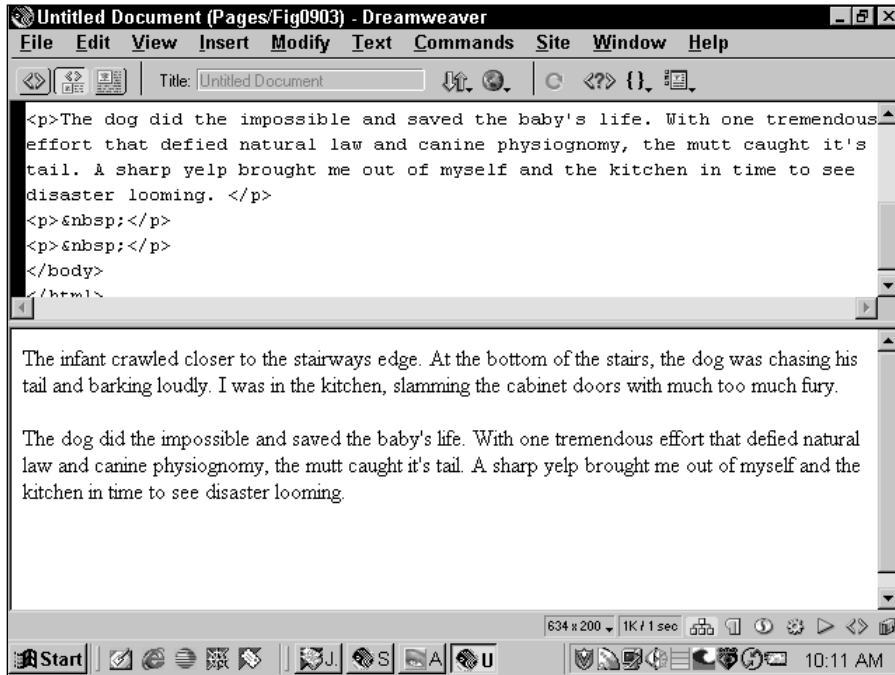 Untitled Document (Pages/Fig0903) - Dreamweaver
File Edit View Insert Modify Text Commands Site Window Help
Title: Untitled Document
<p>The dog did the impossible and saved the baby's life. With one tremendous
effort that defied natural law and canine physiognomy, the mutt caught it's
tail. A sharp yelp brought me out of myself and the kitchen in time to see
disaster looming. </p>
<p>&nbsp;</p>
<p>&nbsp;</p>
</body>
</html>
The infant crawled closer to the stairways edge. At the bottom of the stairs, the dog was chasing his
tail and barking loudly. I was in the kitchen, slamming the cabinet doors with much too much fury.
The dog did the impossible and saved the baby's life. With one tremendous effort that defied natural
law and canine physiognomy, the mutt caught it's tail. A sharp yelp brought me out of myself and the
kitchen in time to see disaster looming.
634 x 200 1K / 1 sec
Start J. S A U 10:11 AM